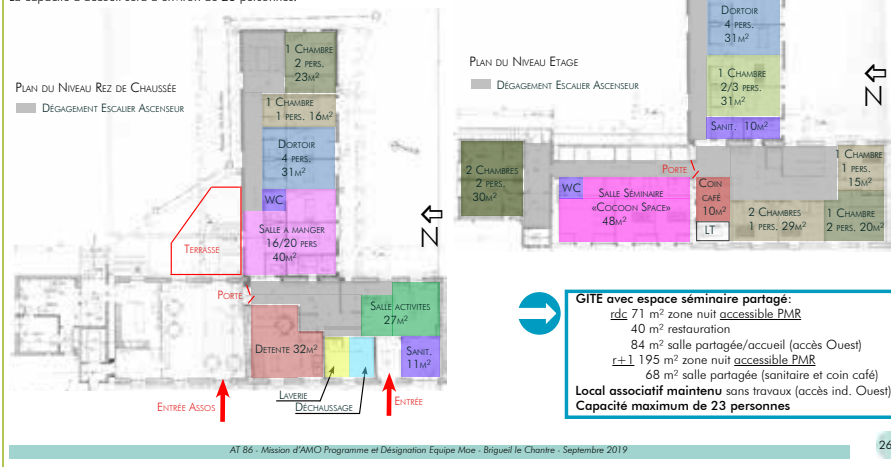 PLAN DU NIVEAU REZ DE CHAUSSÉE
DÉGAGEMENT ESCALIER ASCENSEUR
1 CHAMBRE
2 PERS.
23M²
1 CHAMBRE
1 PERS. 16M²
DORTOIR
4 PERS.
31M²
WC
SALLE A MANGER
16/20 PERS
40M²
TERRASSE
N
PORTE
SALLE ACTIVITES
27M²
DETENTE 32M²
SANIT.
11M²
LAVERIE
DÉCHAUSSAGE
ENTRÉE ASSOS
ENTRÉE
PLAN DU NIVEAU ETAGE
DÉGAGEMENT ESCALIER ASCENSEUR
DORTOIR
4 PERS.
31M²
1 CHAMBRE
2/3 PERS.
31M²
SANIT. 10M²
N
2 CHAMBRES
2 PERS.
30M²
WC
SALLE SÉMINAIRE
«COCOON SPACE»
48M²
PORTE
COIN
CAFÉ
10M²
LT
1 CHAMBRE
1 PERS.
15M²
2 CHAMBRES
1 PERS. 29M²
1 CHAMBRE
2 PERS. 20M²
GITE avec espace séminaire partagé:
rdc 71 m² zone nuit accessible PMR
40 m² restauration
84 m² salle partagée/accueil (accès Ouest)
r+1 195 m² zone nuit accessible PMR
68 m² salle partagée (sanitaire et coin café)
Local associatif maintenu sans travaux (accès ind. Ouest)
Capacité maximum de 23 personnes
AT 86 - Mission d'AMO Programme et Désignation Equipe Moe - Brigueil le Chantre - Septembre 2019
26